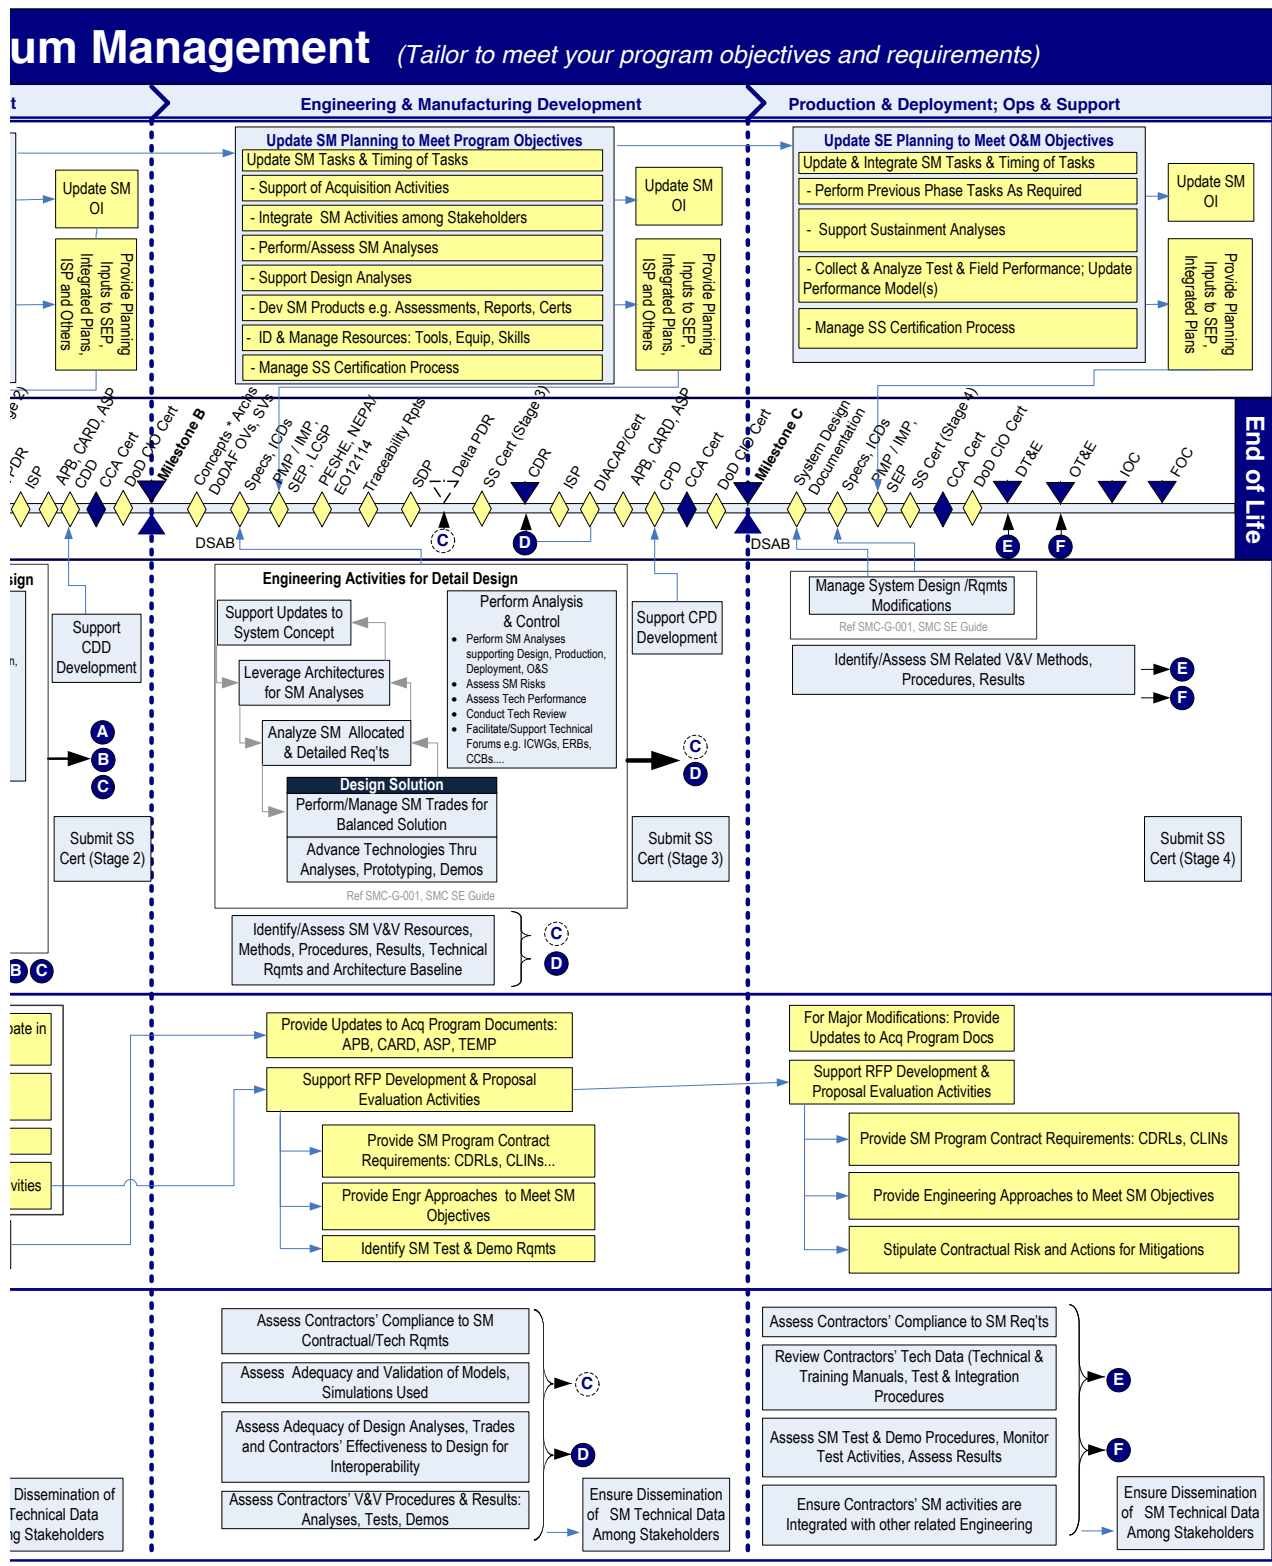 um Management (Tailor to meet your program objectives and requirements)
t
Engineering & Manufacturing Development
Production & Deployment; Ops & Support
Update SM
OI
Provide Planning
Inputs to SEP,
Integrated Plans,
ISP and Others
Update SM Planning to Meet Program Objectives
Update SM Tasks & Timing of Tasks
- Support of Acquisition Activities
- Integrate SM Activities among Stakeholders
- Perform/Assess SM Analyses
- Support Design Analyses
- Dev SM Products e.g. Assessments, Reports, Certs
- ID & Manage Resources: Tools, Equip, Skills
- Manage SS Certification Process
Update SM
OI
Provide Planning
Inputs to SEP,
Integrated Plans,
ISP and Others
Update SE Planning to Meet O&M Objectives
Update & Integrate SM Tasks & Timing of Tasks
- Perform Previous Phase Tasks As Required
- Support Sustainment Analyses
- Collect & Analyze Test & Field Performance; Update
Performance Model(s)
- Manage SS Certification Process
Update SM
OI
Provide Planning
Inputs to SEP,
Integrated Plans
ge 2)
PDR
ISP
APB, CARD, ASP
CDD
CCA Cert
DoD CIO Cert
Milestone B
Concepts * Archs
DoDAF OVs, SVs
Specs, ICDs
PMP / IMP,
SEP, LCSP
PESHE, NEPA/
EO12114
Traceability Rpts
SDP
Delta PDR
SS Cert (Stage 3)
CDR
ISP
DIACAP/Cert
APB, CARD, ASP
CPD
CCA Cert
DoD CIO Cert
Milestone C
System Design
Documentation
Specs, ICDs
PMP / IMP,
SEP
SS Cert (Stage 4)
CCA Cert
DoD CIO Cert
DT&E
OT&E
IOC
FOC
End of Life
DSAB
C
D
DSAB
E
F
sign
n,
Support
CDD
Development
A
B
C
Submit SS
Cert (Stage 2)
B C
Engineering Activities for Detail Design
Support Updates to
System Concept
Leverage Architectures
for SM Analyses
Analyze SM Allocated
& Detailed Req'ts
Design Solution
Perform/Manage SM Trades for
Balanced Solution
Advance Technologies Thru
Analyses, Prototyping, Demos
Ref SMC-G-001, SMC SE Guide
Perform Analysis
& Control
• Perform SM Analyses
supporting Design, Production,
Deployment, O&S
• Assess SM Risks
• Assess Tech Performance
• Conduct Tech Review
• Facilitate/Support Technical
Forums e.g. ICWGs, ERBs,
CCBs....
Support CPD
Development
C
D
Submit SS
Cert (Stage 3)
Identify/Assess SM V&V Resources,
Methods, Procedures, Results, Technical
Rqmts and Architecture Baseline
C
D
Manage System Design /Rqmts
Modifications
Ref SMC-G-001, SMC SE Guide
Identify/Assess SM Related V&V Methods,
Procedures, Results
E
F
Submit SS
Cert (Stage 4)
pate in
vities
Provide Updates to Acq Program Documents:
APB, CARD, ASP, TEMP
Support RFP Development & Proposal
Evaluation Activities
Provide SM Program Contract
Requirements: CDRLs, CLINs...
Provide Engr Approaches to Meet SM
Objectives
Identify SM Test & Demo Rqmts
For Major Modifications: Provide
Updates to Acq Program Docs
Support RFP Development &
Proposal Evaluation Activities
Provide SM Program Contract Requirements: CDRLs, CLINs
Provide Engineering Approaches to Meet SM Objectives
Stipulate Contractual Risk and Actions for Mitigations
Dissemination of
Technical Data
ng Stakeholders
Assess Contractors' Compliance to SM
Contractual/Tech Rqmts
Assess Adequacy and Validation of Models,
Simulations Used
Assess Adequacy of Design Analyses, Trades
and Contractors' Effectiveness to Design for
Interoperability
Assess Contractors' V&V Procedures & Results:
Analyses, Tests, Demos
C
D
Ensure Dissemination
of SM Technical Data
Among Stakeholders
Assess Contractors' Compliance to SM Req'ts
Review Contractors' Tech Data (Technical &
Training Manuals, Test & Integration
Procedures
Assess SM Test & Demo Procedures, Monitor
Test Activities, Assess Results
Ensure Contractors' SM activities are
Integrated with other related Engineering
E
F
Ensure Dissemination
of SM Technical Data
Among Stakeholders